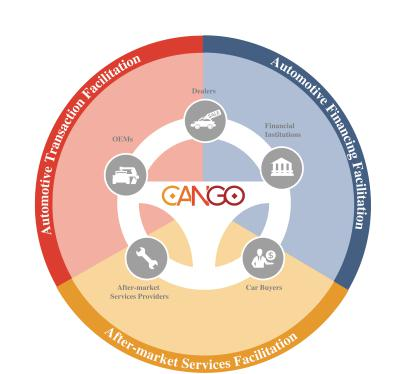 Automotive Transaction Facilitation
Automotive Financing Facilitation
Dealers
SALE
OEMs
Financial
Institutions
CANGO
$
After-market
Services Providers
Car Buyers
After-market Services Facilitation